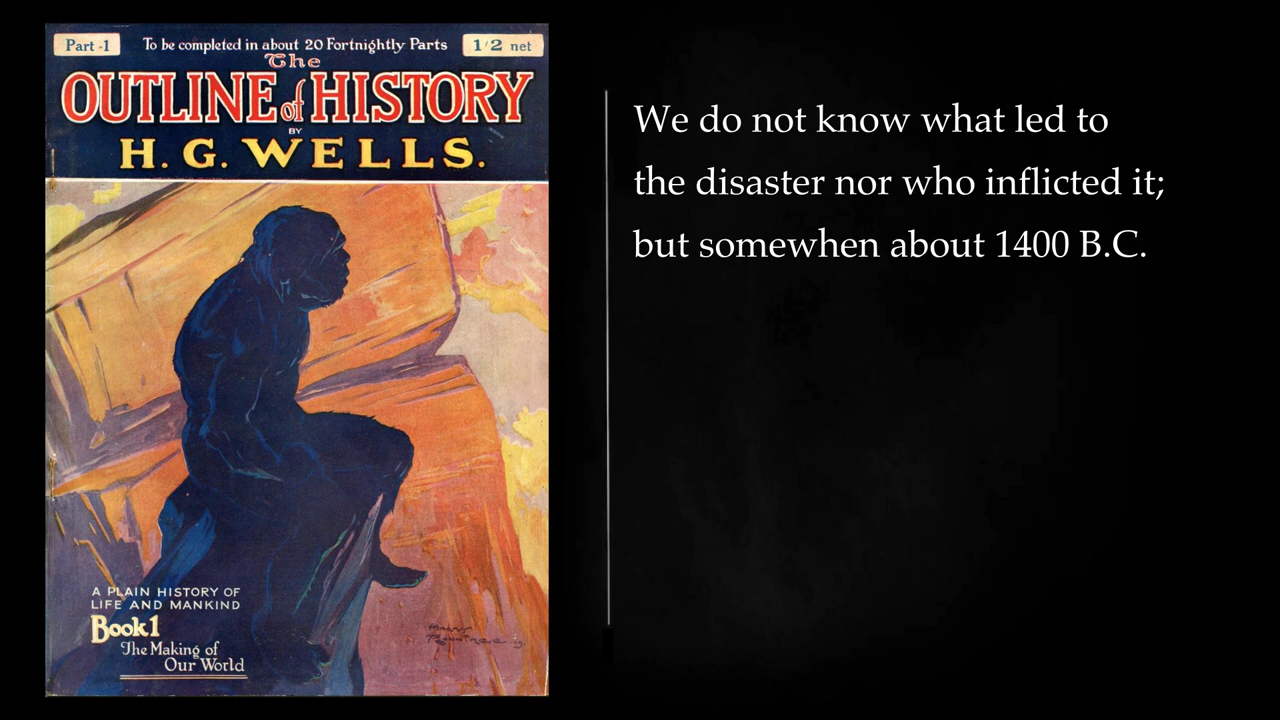 Part -1
To be completed in about 20 Fortnightly Parts
1/2 net
The
OUTLINE of HISTORY
BY
H. G. WELLS.
A PLAIN HISTORY OF
LIFE AND MANKIND
Book 1
The Making of
Our World
We do not know what led to
the disaster nor who inflicted it;
but somewhen about 1400 B.C.